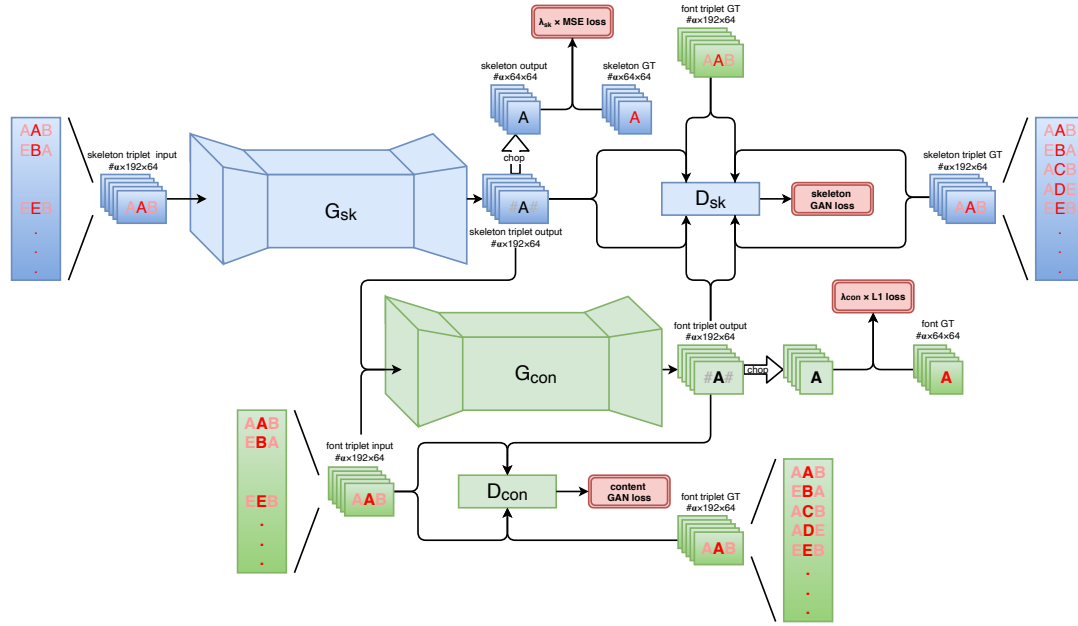 λsk × MSE loss
font triplet GT
#α×192×64
AAB
skeleton output
#α×64×64
A
skeleton GT
#α×64×64
A
chop
AAB
EBA
EEB
.
.
.
skeleton triplet input
#α×192×64
AAB
Gsk
#A#
skeleton triplet output
#α×192×64
Dsk
skeleton
GAN loss
skeleton triplet GT
#α×192×64
AAB
AAB
EBA
ACB
ADE
EEB
.
.
.
λcon × L1 loss
Gcon
font triplet output
#α×192×64
#A#
chop
A
font GT
#α×64×64
A
AAB
EBA
EEB
.
.
.
font triplet input
#α×192×64
AAB
Dcon
content
GAN loss
font triplet GT
#α×192×64
AAB
AAB
EBA
ACB
ADE
EEB
.
.
.